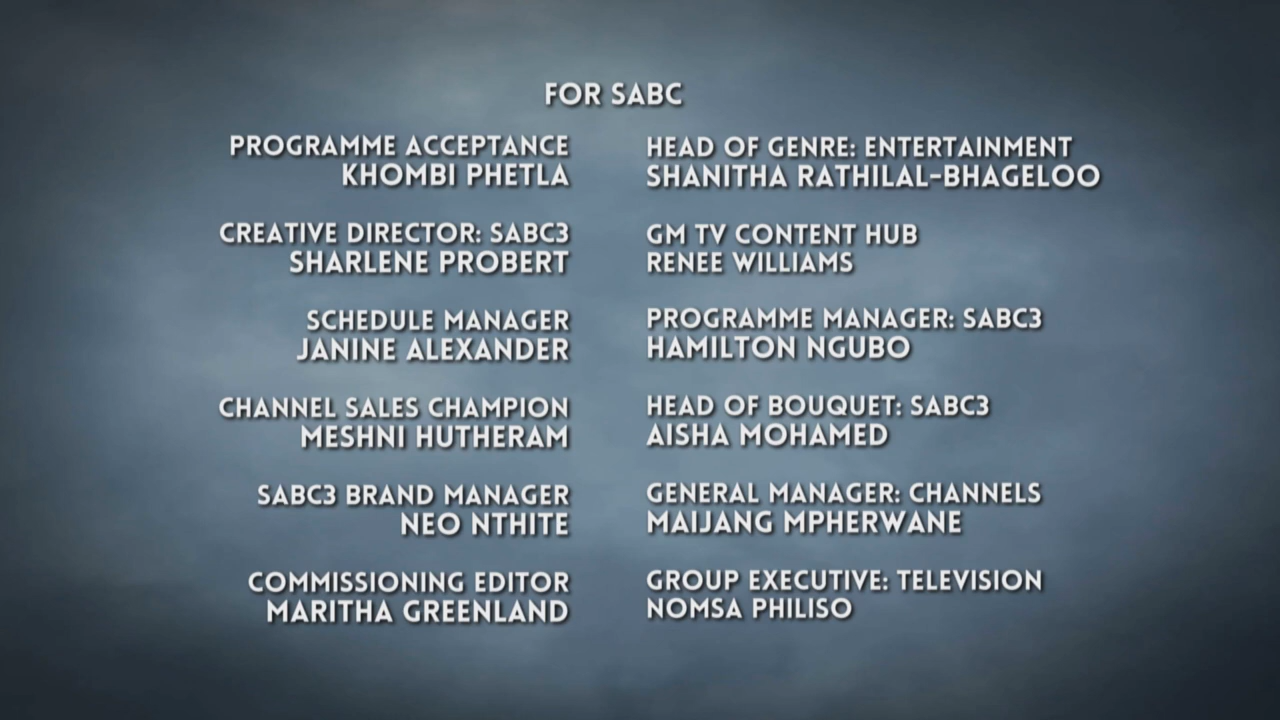 FOR SABC
PROGRAMME ACCEPTANCE
KHOMBI PHETLA
CREATIVE DIRECTOR: SABC3
SHARLENE PROBERT
SCHEDULE MANAGER
JANINE ALEXANDER
CHANNEL SALES CHAMPION
MESHNI HUTHERAM
SABC3 BRAND MANAGER
NEO NTHITE
COMMISSIONING EDITOR
MARITHA GREENLAND
HEAD OF GENRE: ENTERTAINMENT
SHANITHA RATHILAL-BHAGELOO
GM TV CONTENT HUB
RENEE WILLIAMS
PROGRAMME MANAGER: SABC3
HAMILTON NGUBO
HEAD OF BOUQUET: SABC3
AISHA MOHAMED
GENERAL MANAGER: CHANNELS
MAIJANG MPHERWANE
GROUP EXECUTIVE: TELEVISION
NOMSA PHILISO